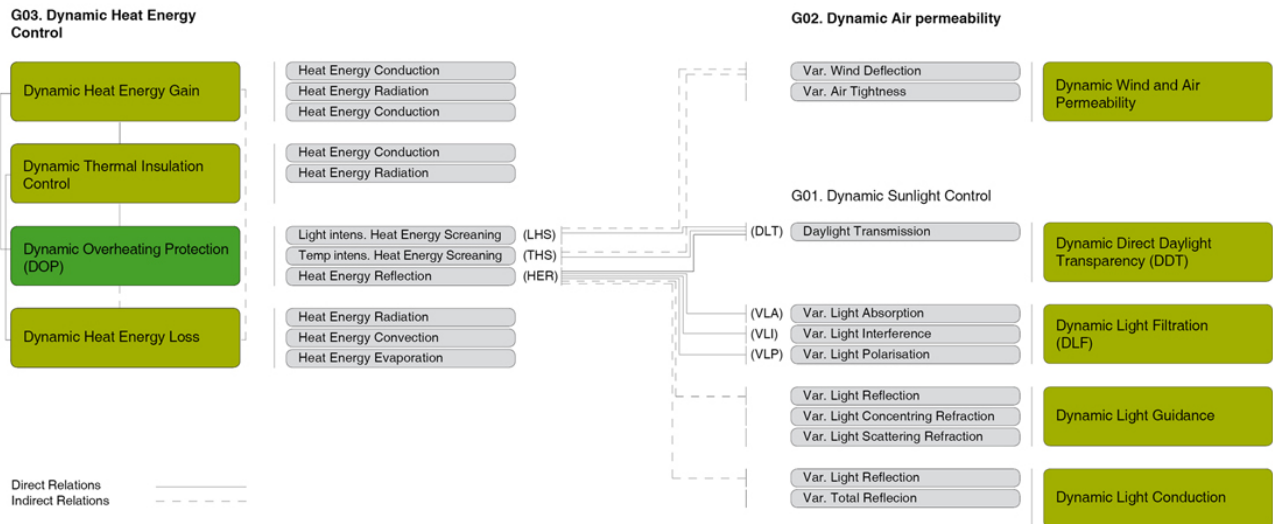 G03. Dynamic Heat Energy
Control
Dynamic Heat Energy Gain
Heat Energy Conduction
Heat Energy Radiation
Heat Energy Conduction
Dynamic Thermal Insulation
Control
Heat Energy Conduction
Heat Energy Radiation
Dynamic Overheating Protection
(DOP)
Light intens. Heat Energy Screaning (LHS)
Temp intens. Heat Energy Screaning (THS)
Heat Energy Reflection (HER)
Dynamic Heat Energy Loss
Heat Energy Radiation
Heat Energy Convection
Heat Energy Evaporation
Direct Relations
Indirect Relations
G02. Dynamic Air permeability
Var. Wind Deflection
Var. Air Tightness
Dynamic Wind and Air
Permeability
G01. Dynamic Sunlight Control
(DLT) Daylight Transmission
Dynamic Direct Daylight
Transparency (DDT)
(VLA) Var. Light Absorption
(VLI) Var. Light Interference
(VLP) Var. Light Polarisation
Dynamic Light Filtration
(DLF)
Var. Light Reflection
Var. Light Concentring Refraction
Var. Light Scattering Refraction
Dynamic Light Guidance
Var. Light Reflection
Var. Total Reflecion
Dynamic Light Conduction